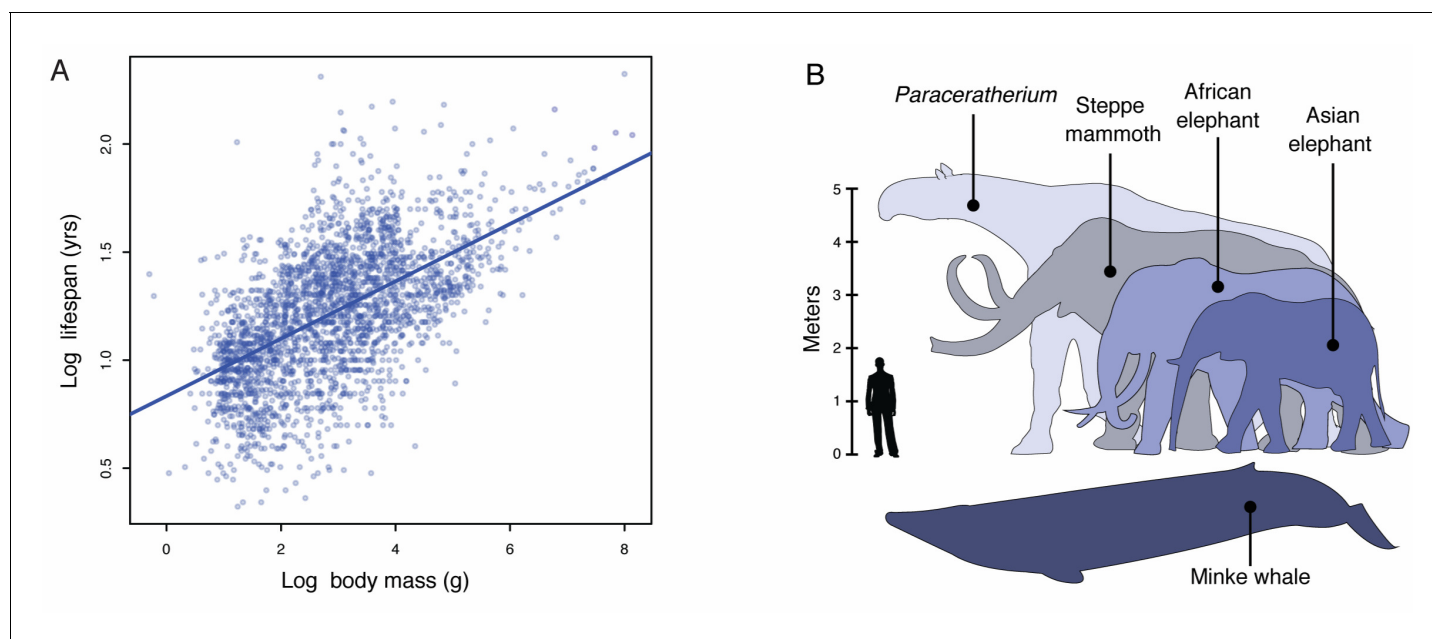 A
2.0
1.5
1.0
0.5
Log lifespan (yrs)
0 2 4 6 8
Log body mass (g)
B
Paraceratherium
Steppe
mammoth
African
elephant
Asian
elephant
5
4
3
2
1
0
Meters
Minke whale